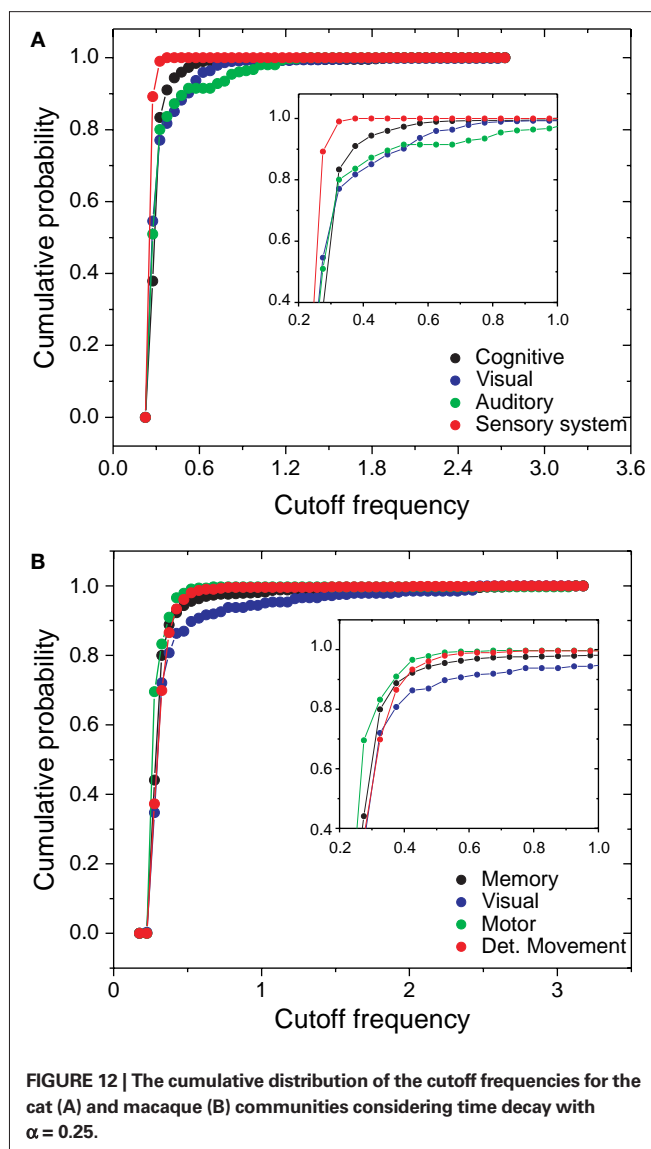 A
Cumulative probability
1.0
0.8
0.6
0.4
0.2
0.0
1.0
0.8
0.6
0.4
0.2 0.4 0.6 0.8 1.0
Cognitive
Visual
Auditory
Sensory system
0.0 0.6 1.2 1.8 2.4 3.0 3.6
Cutoff frequency
B
Cumulative probability
1.0
0.8
0.6
0.4
0.2
0.0
1.0
0.8
0.6
0.4
0.2 0.4 0.6 0.8 1.0
Memory
Visual
Motor
Det. Movement
0 1 2 3
Cutoff frequency
FIGURE 12 | The cumulative distribution of the cutoff frequencies for the
cat (A) and macaque (B) communities considering time decay with
α = 0.25.